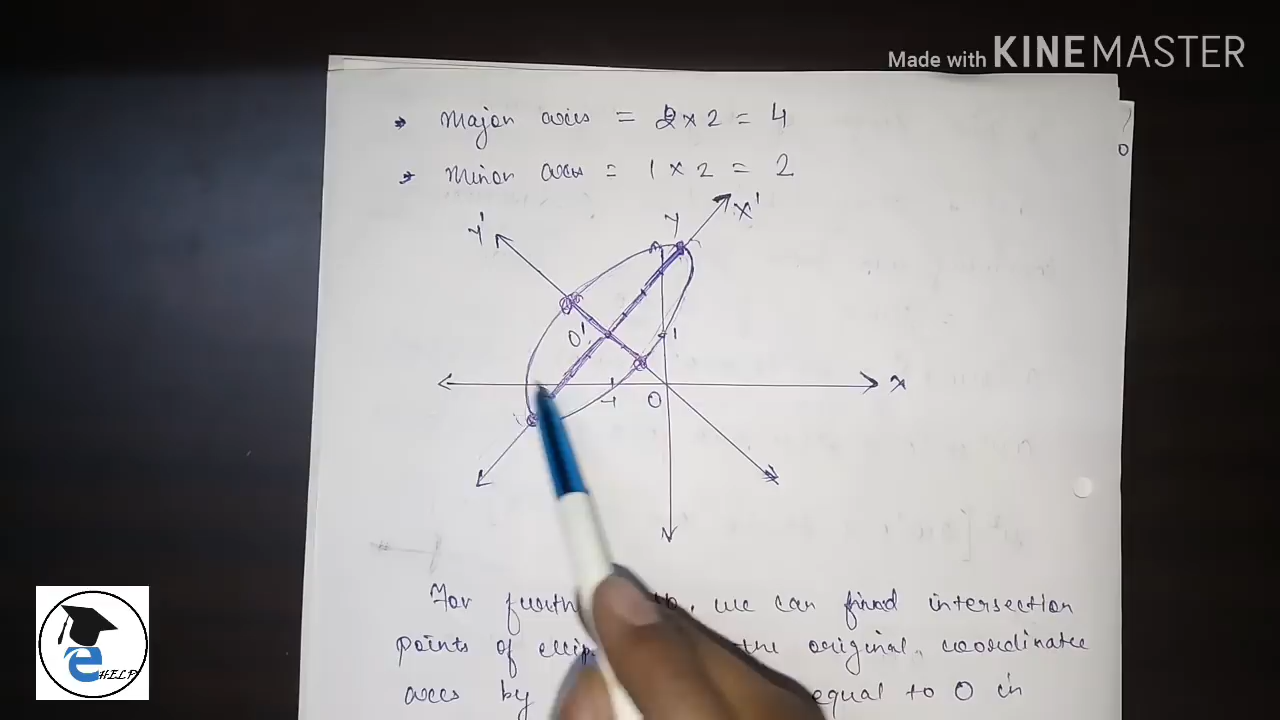 Made with KINEMASTER
* Major axis = 2 x 2 = 4
* Minor axis = 1 x 2 = 2
X'
Y
Y'
O'
1
-1
O
X
For we can find intersection
points of the original coordinate
axes by equal to 0 in
e HELP